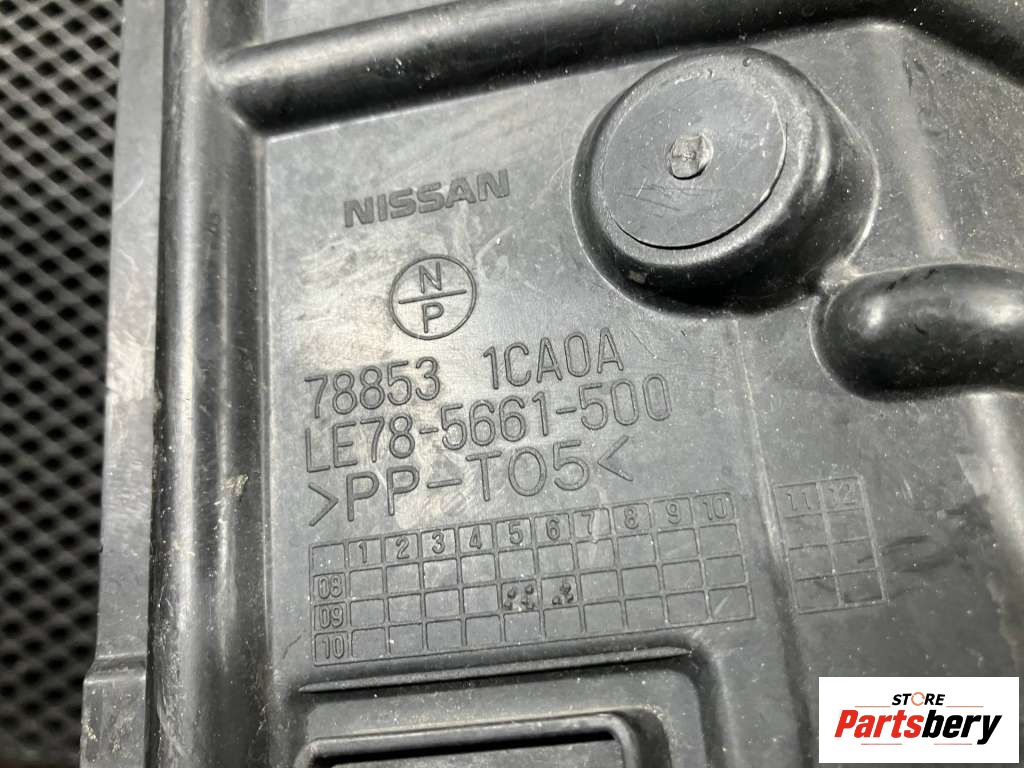 NISSAN
N
P
78853 1CA0A
LE78-5661-500
>PP-T05<
1 2 3 4 5 6 7 8 9 10 11 12
08
09
10
STORE
Partsbery